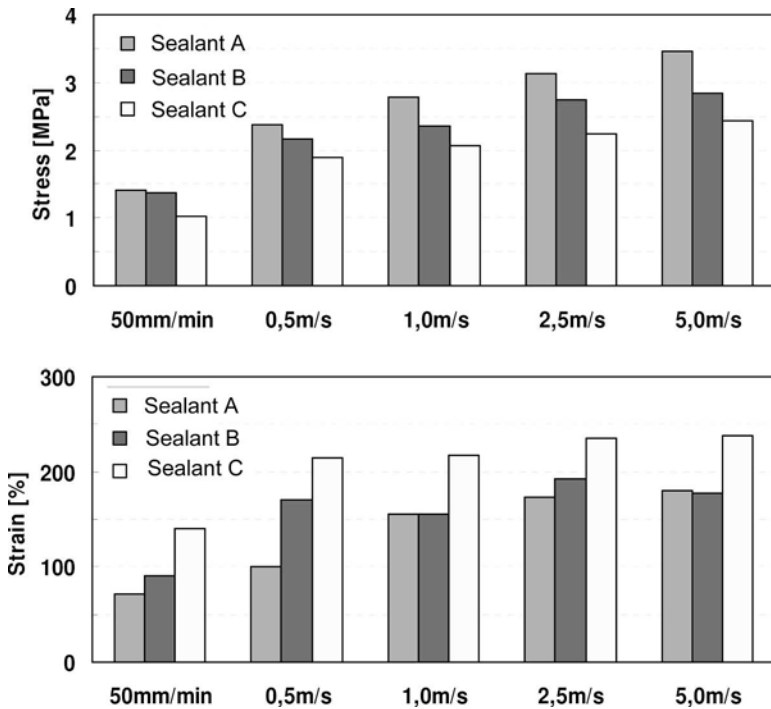 4
Sealant A
3
Sealant B
Sealant C
Stress [MPa]
2
1
0
50mm/min 0,5m/s 1,0m/s 2,5m/s 5,0m/s
300
Sealant A
Sealant B
200
Sealant C
Strain [%]
100
0
50mm/min 0,5m/s 1,0m/s 2,5m/s 5,0m/s